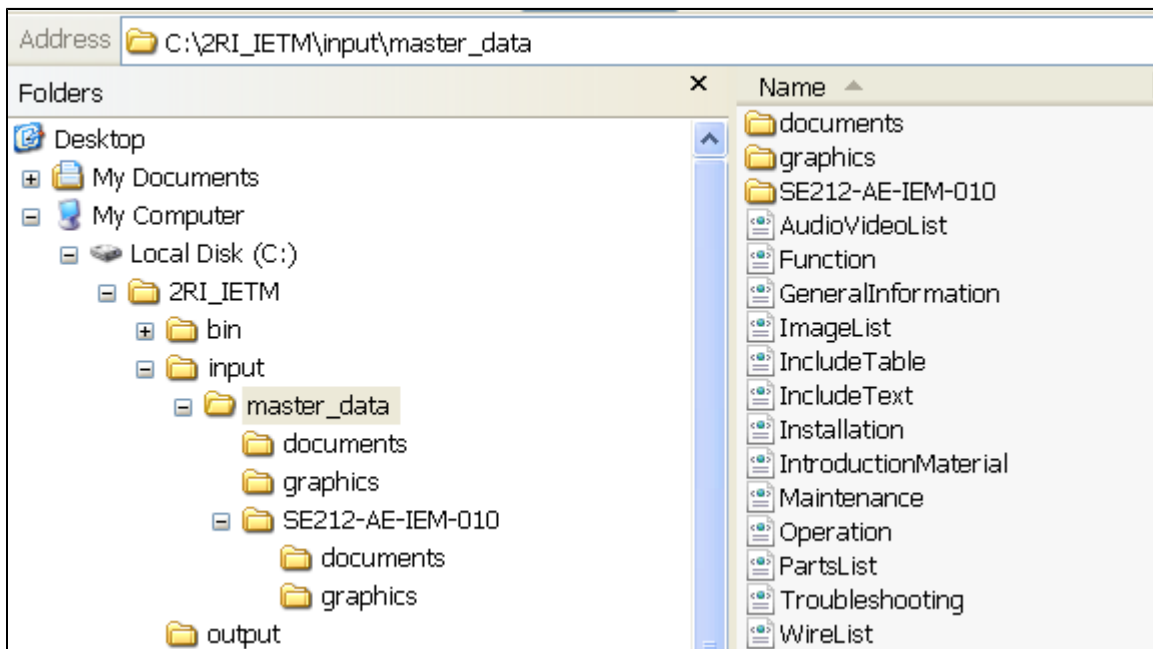 Address C:\2RI_IETM\input\master_data
Folders
Desktop
My Documents
My Computer
Local Disk (C:)
2RI_IETM
bin
input
master_data
documents
graphics
SE212-AE-IEM-010
documents
graphics
output
Name
documents
graphics
SE212-AE-IEM-010
AudioVideoList
Function
GeneralInformation
ImageList
IncludeTable
IncludeText
Installation
IntroductionMaterial
Maintenance
Operation
PartsList
Troubleshooting
WireList